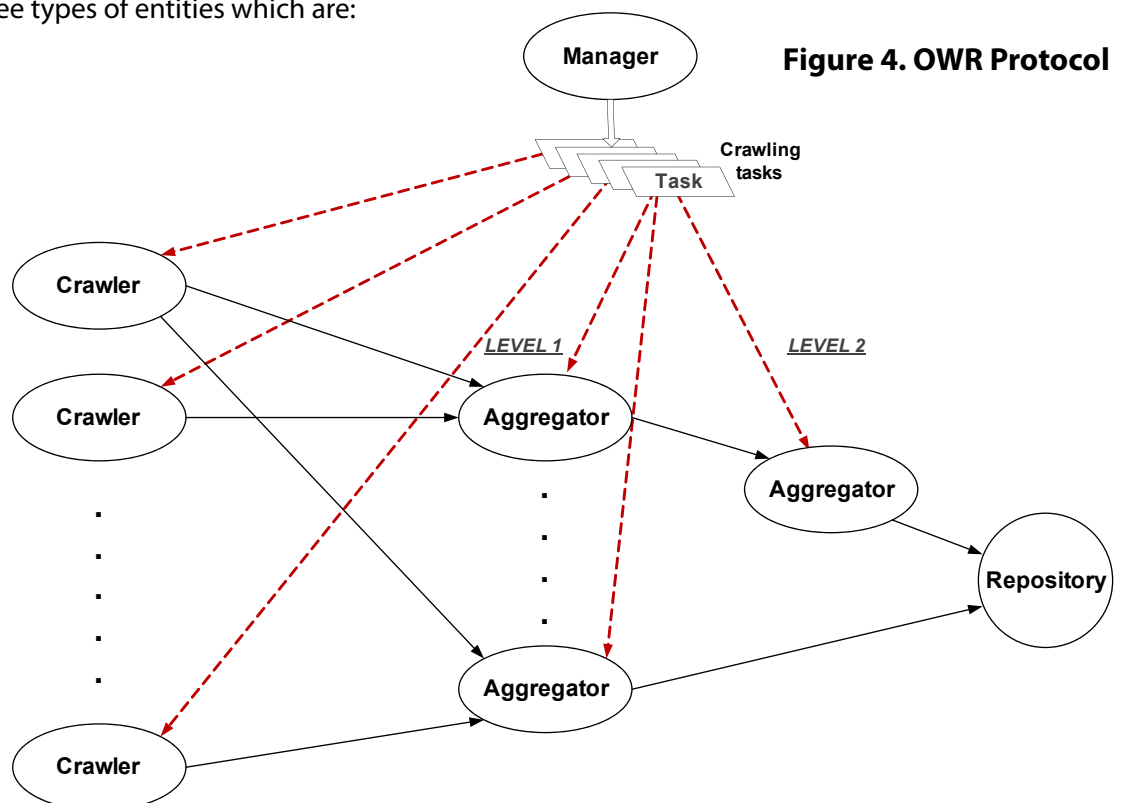 ee types of entities which are:
Manager
Figure 4. OWR Protocol
Crawling
tasks
Task
Crawler
LEVEL 1
LEVEL 2
Crawler
Aggregator
Aggregator
Repository
Aggregator
Crawler